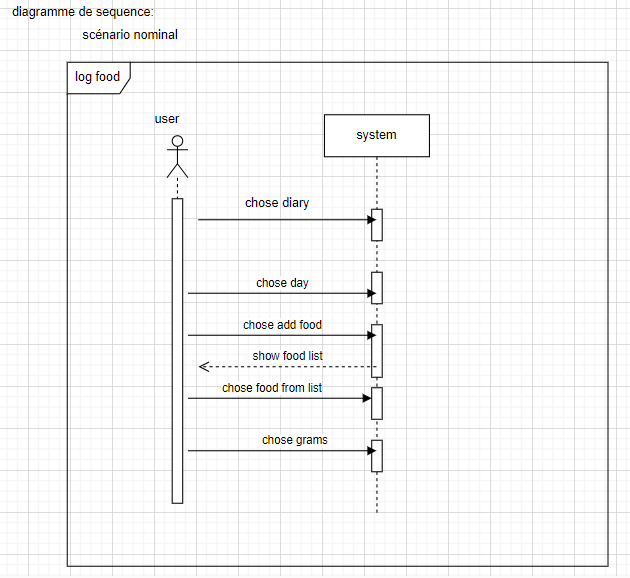 diagramme de sequence:
scénario nominal
log food
user
system
chose diary
chose day
chose add food
show food list
chose food from list
chose grams